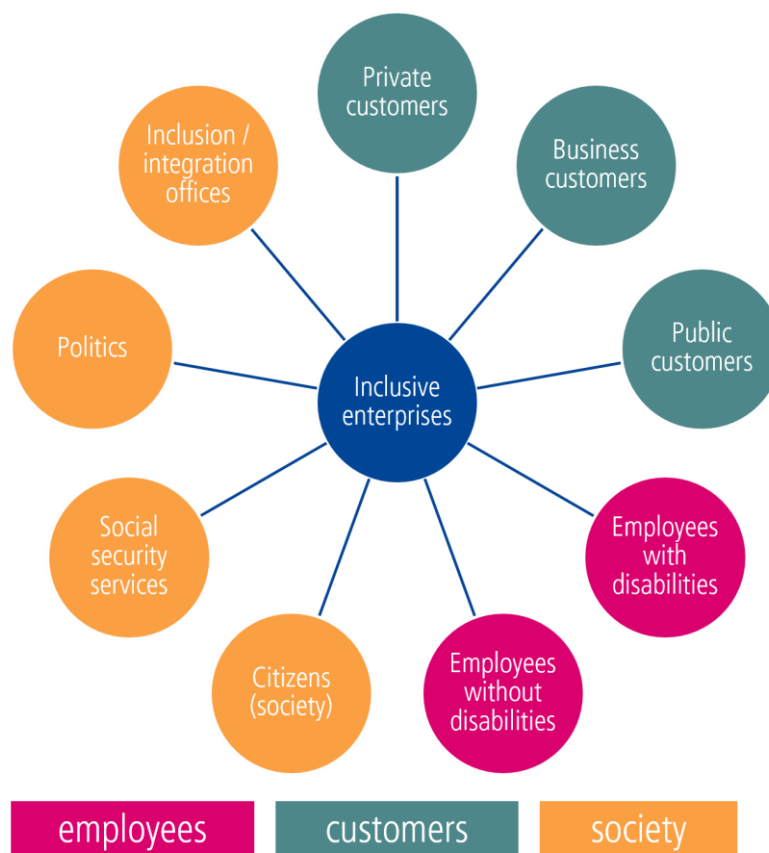 Private
customers
Inclusion /
integration
offices
Business
customers
Politics
Public
customers
Inclusive
enterprises
Social
security
services
Employees
with
disabilities
Citizens
(society)
Employees
without
disabilities
employees
customers
society